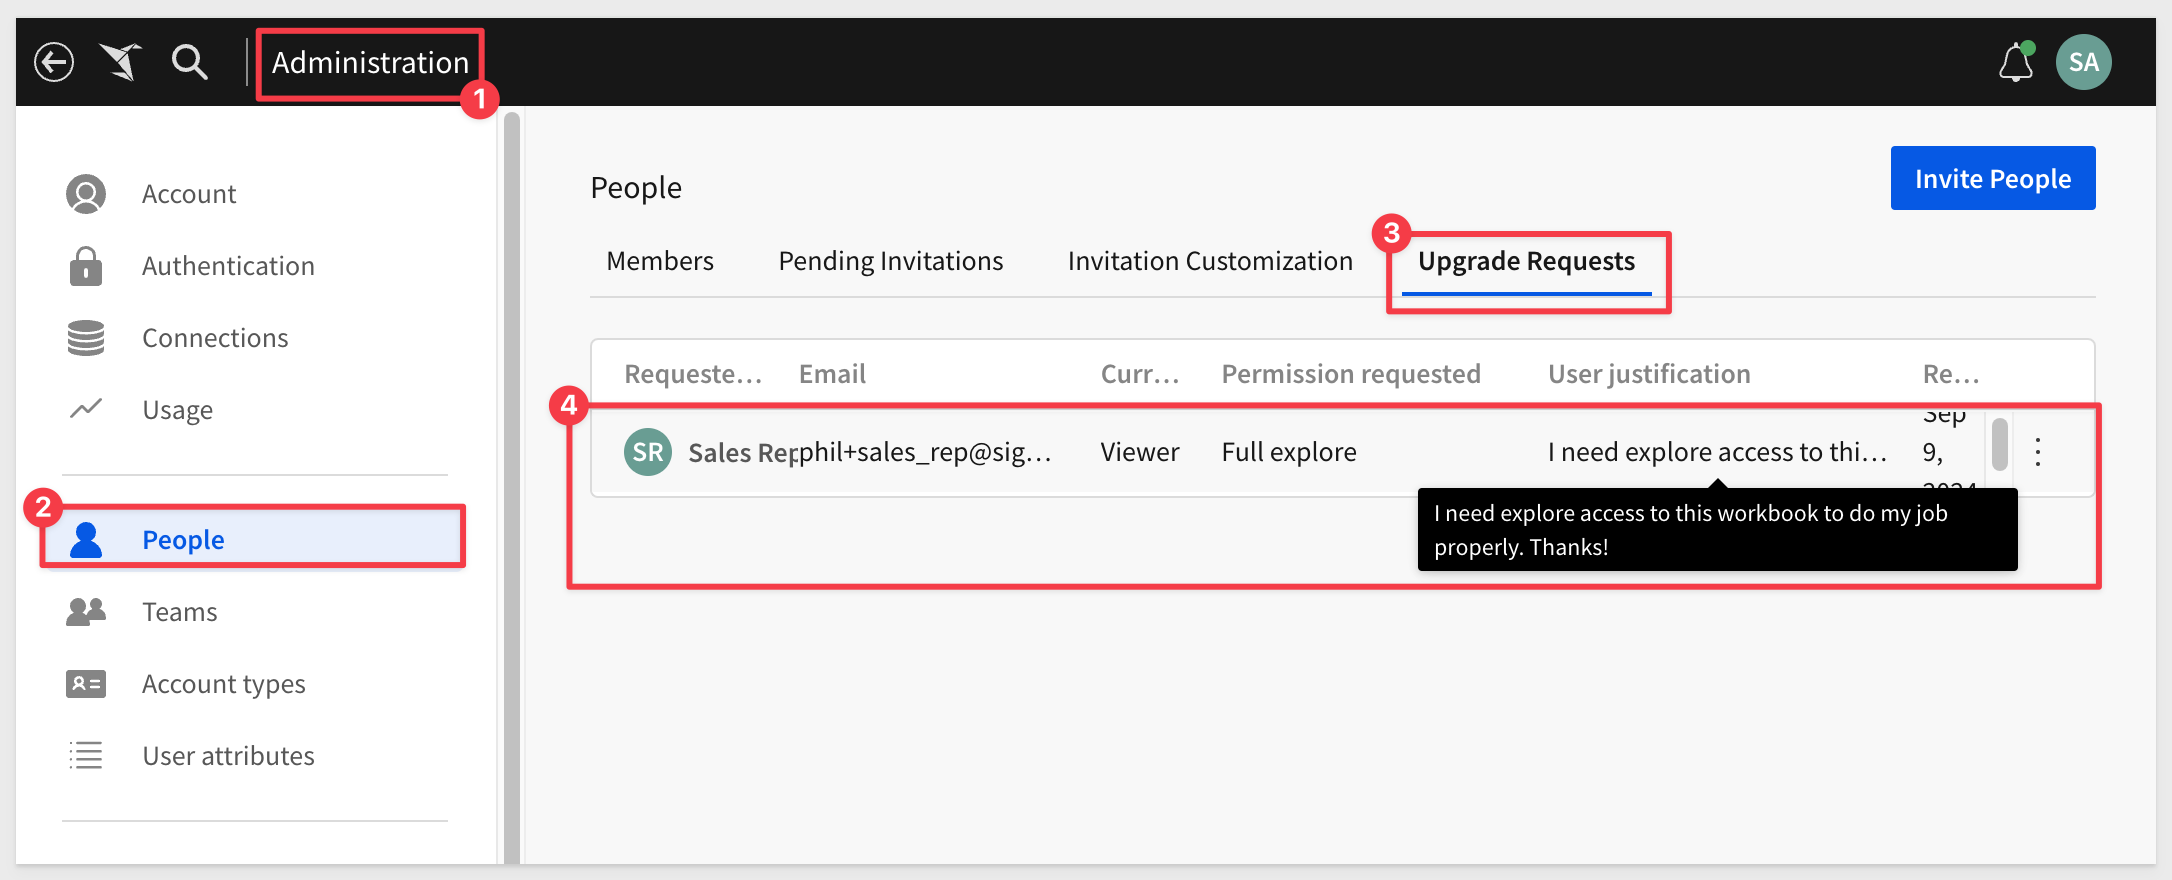 Administration
1
SA
Account
Authentication
Connections
Usage
2
People
Teams
Account types
User attributes
People
Invite People
Members
Pending Invitations
Invitation Customization
3
Upgrade Requests
Requeste…
Email
Curr…
Permission requested
User justification
Re…
4
SR
Sales Rep
phil+sales_rep@sig…
Viewer
Full explore
I need explore access to thi…
Sep
9,
2024
I need explore access to this workbook to do my job
properly. Thanks!